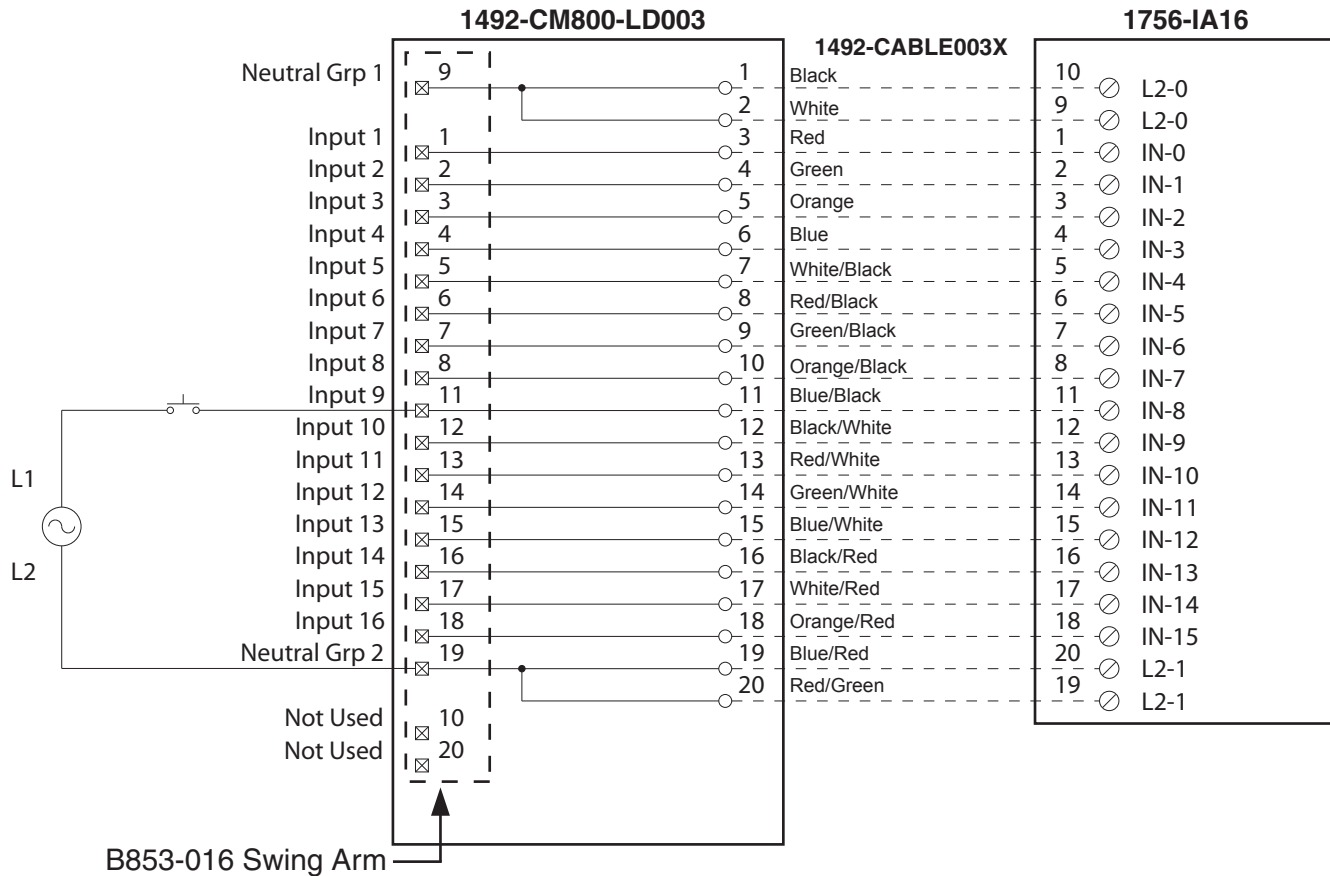 1492-CM800-LD003 1756-IA16
1492-CABLE003X
Neutral Grp 1 9 1 Black 10 L2-0
2 White 9 L2-0
Input 1 1 3 Red 1 IN-0
Input 2 2 4 Green 2 IN-1
Input 3 3 5 Orange 3 IN-2
Input 4 4 6 Blue 4 IN-3
Input 5 5 7 White/Black 5 IN-4
Input 6 6 8 Red/Black 6 IN-5
Input 7 7 9 Green/Black 7 IN-6
Input 8 8 10 Orange/Black 8 IN-7
Input 9 11 11 Blue/Black 11 IN-8
Input 10 12 12 Black/White 12 IN-9
Input 11 13 13 Red/White 13 IN-10
L1
Input 12 14 14 Green/White 14 IN-11
Input 13 15 15 Blue/White 15 IN-12
Input 14 16 16 Black/Red 16 IN-13
L2
Input 15 17 17 White/Red 17 IN-14
Input 16 18 18 Orange/Red 18 IN-15
Neutral Grp 2 19 19 Blue/Red 20 L2-1
20 Red/Green 19 L2-1
Not Used 10
Not Used 20
B853-016 Swing Arm